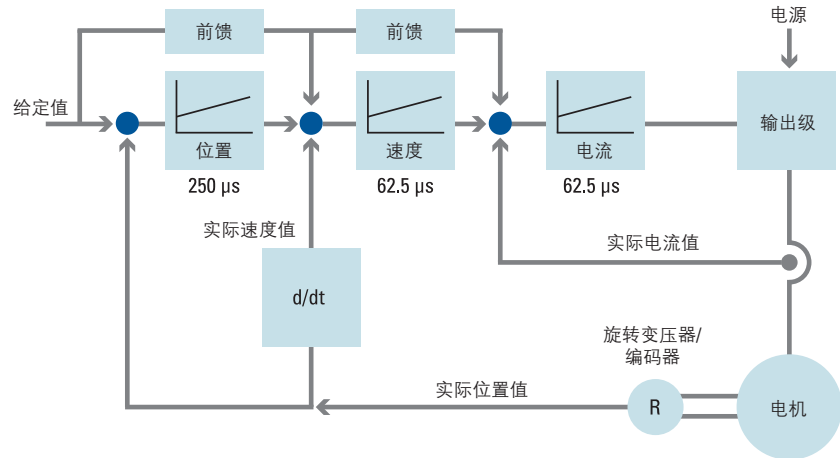 前馈
前馈
电源
给定值
位置
速度
电流
输出级
250 µs
62.5 µs
62.5 µs
实际速度值
实际电流值
d/dt
旋转变压器/
编码器
实际位置值
R
电机